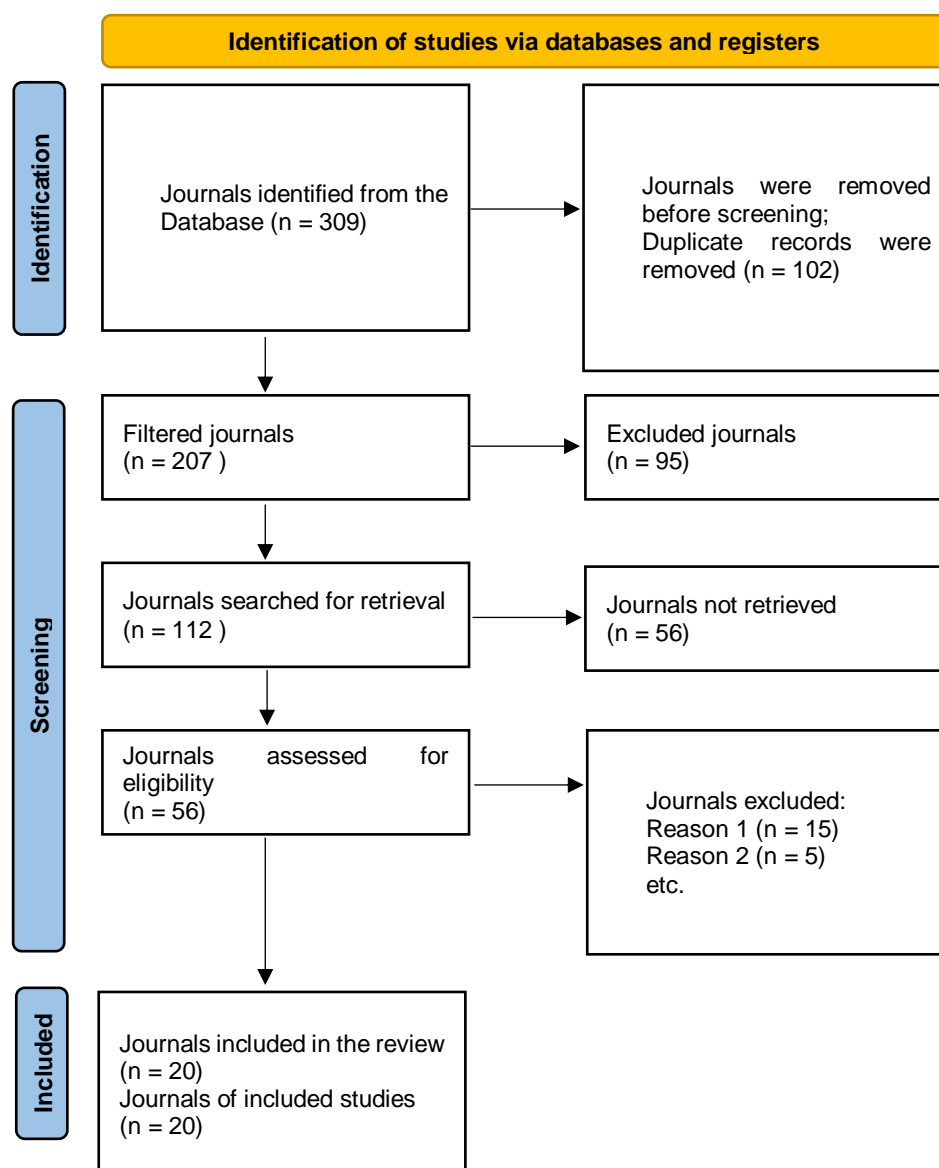 Identification of studies via databases and registers
Identification
Journals identified from the
Database (n = 309)
Journals were removed
before screening;
Duplicate records were
removed (n = 102)
Screening
Filtered journals
(n = 207 )
Excluded journals
(n = 95)
Journals searched for retrieval
(n = 112 )
Journals not retrieved
(n = 56)
Journals assessed for
eligibility
(n = 56)
Journals excluded:
Reason 1 (n = 15)
Reason 2 (n = 5)
etc.
Included
Journals included in the review
(n = 20)
Journals of included studies
(n = 20)